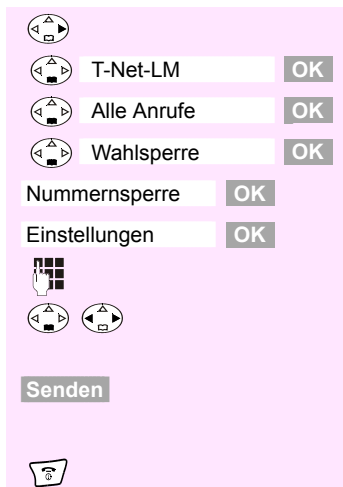 T-Net-LM OK
Alle Anrufe OK
Wahlsperre OK
Nummernsperre OK
Einstellungen OK
Senden